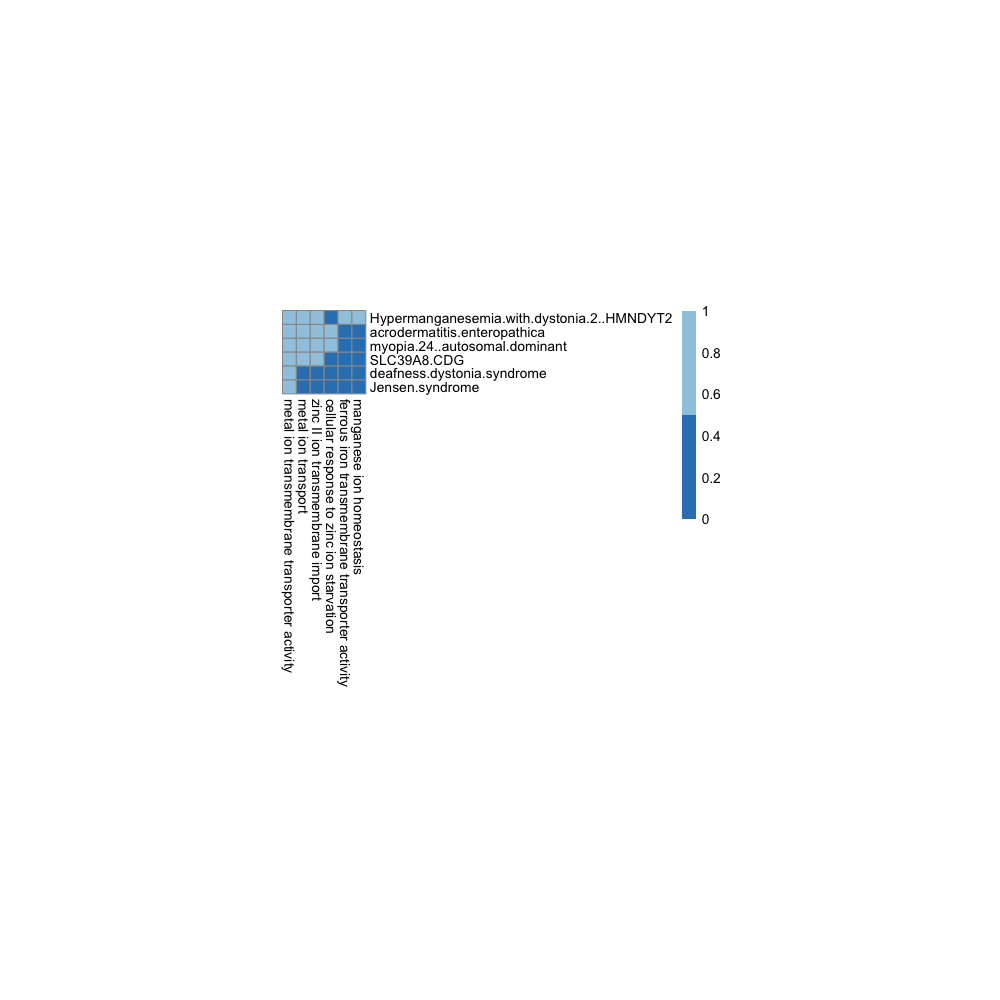 Hypermanganesemia.with.dystonia.2..HMNDYT2
acrodermatitis.enteropathica
myopia.24..autosomal.dominant
SLC39A8.CDG
deafness.dystonia.syndrome
Jensen.syndrome
metal ion transmembrane transporter activity
metal ion transport
zinc II ion transmembrane import
cellular response to zinc ion starvation
ferrous iron transmembrane transporter activity
manganese ion homeostasis
1
0.8
0.6
0.4
0.2
0